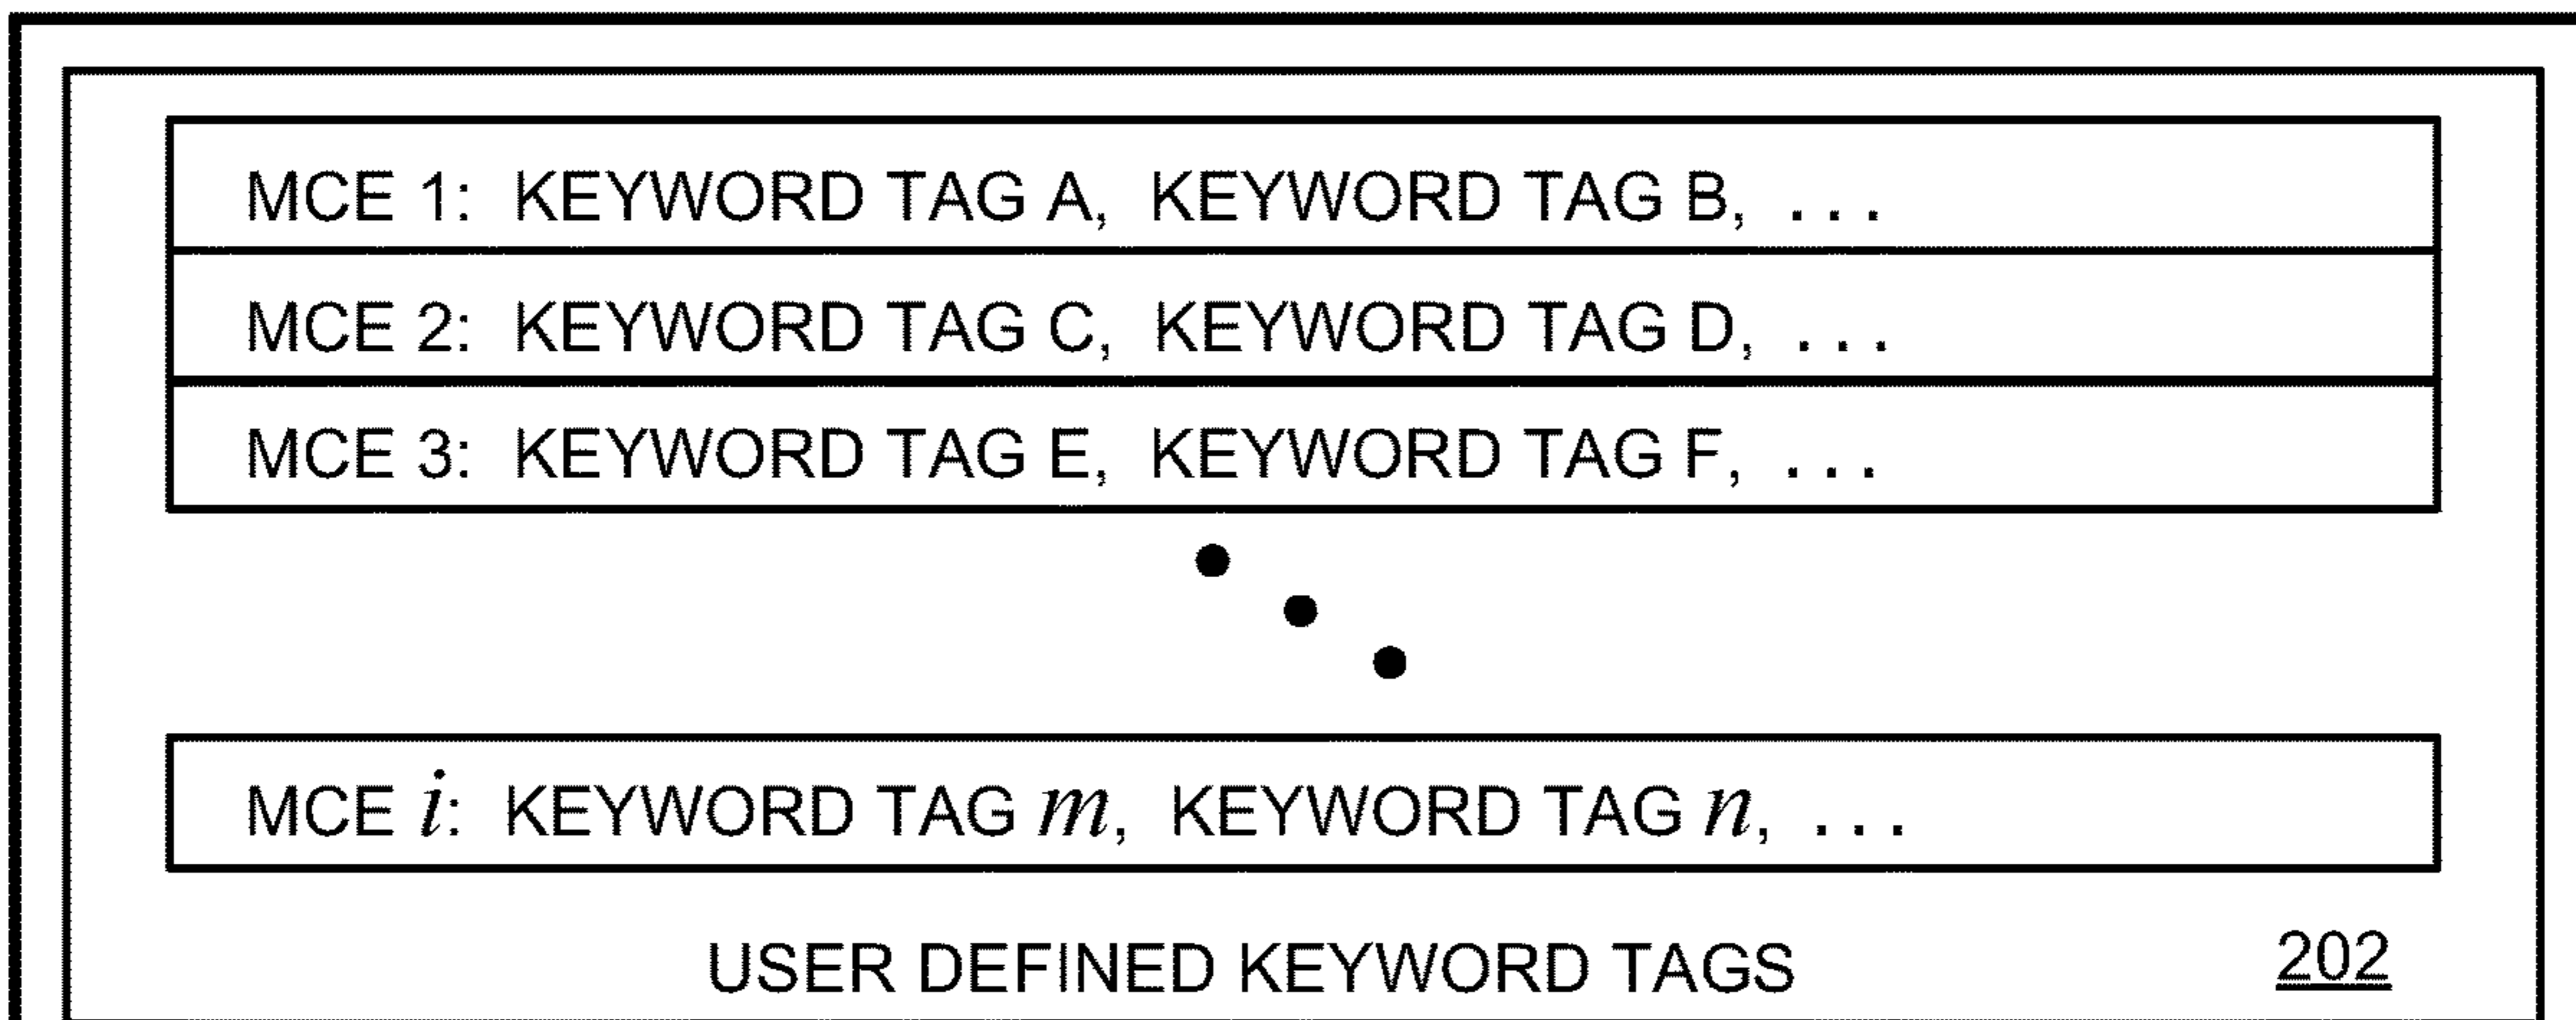 MCE 1: KEYWORD TAG A, KEYWORD TAG B, . . .
MCE 2: KEYWORD TAG C, KEYWORD TAG D, . . .
MCE 3: KEYWORD TAG E, KEYWORD TAG F, . . .
MCE i: KEYWORD TAG m, KEYWORD TAG n, . . .
USER DEFINED KEYWORD TAGS 202